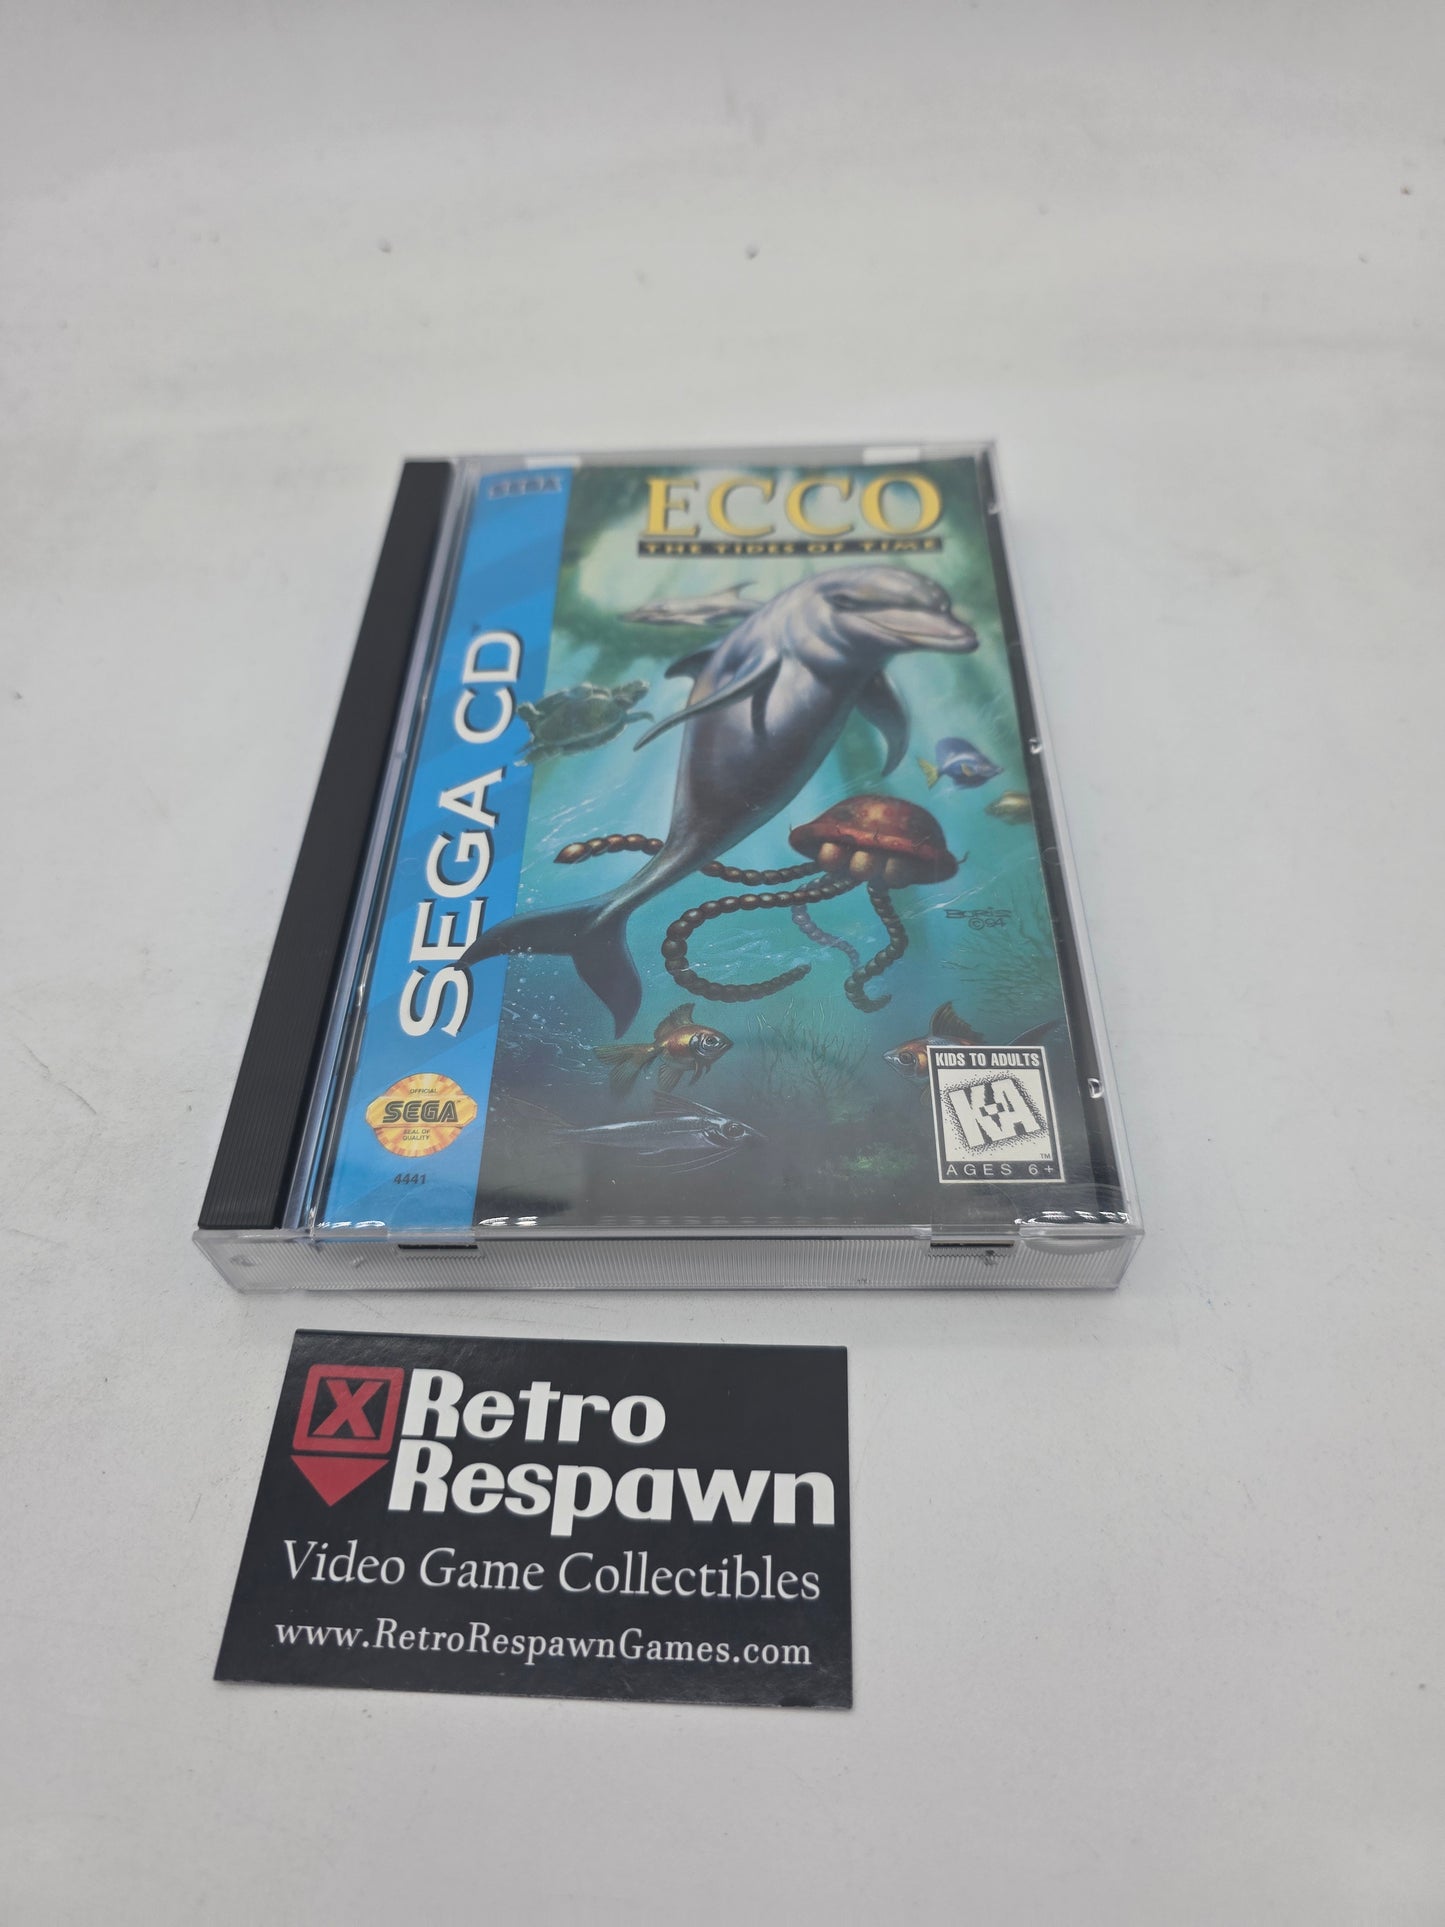 SEGA
ECCO
THE TIDES OF TIME
SEGA CD
BORIS
©94
KIDS TO ADULTS
K-A
TM
AGES 6+
OFFICIAL
SEGA
SEAL OF
QUALITY
4441
X Retro
Respawn
Video Game Collectibles
www.RetroRespawnGames.com